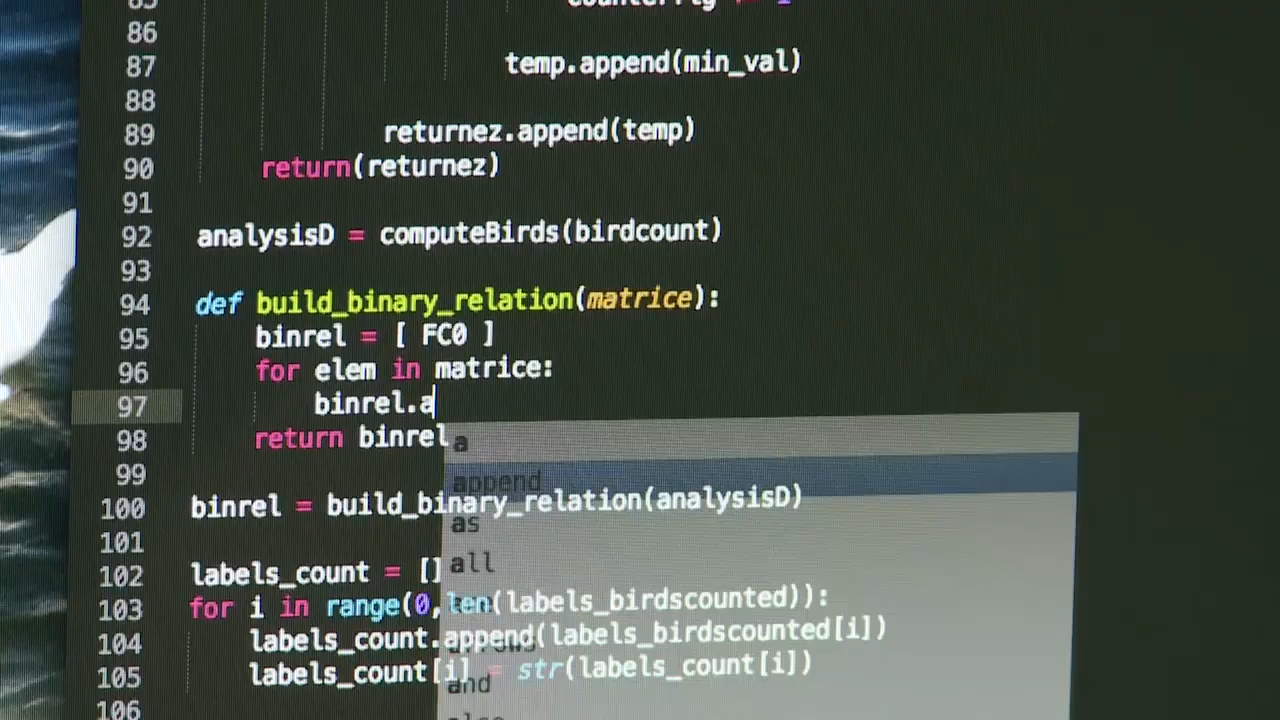 86
87 temp.append(min_val)
88
89 returnez.append(temp)
90 return(returnez)
91
92 analysisD = computeBirds(birdcount)
93
94 def build_binary_relation(matrice):
95 binrel = [ FC0 ]
96 for elem in matrice:
97 binrel.a
98 return binrel
a
99
append
100 binrel = build_binary_relation(analysisD)
as
101
all
102 labels_count = []
103 for i in range(0,len(labels_birdscounted)):
104 labels_count.append(labels_birdscounted[i])
105 labels_count[i] = str(labels_count[i])
and
106